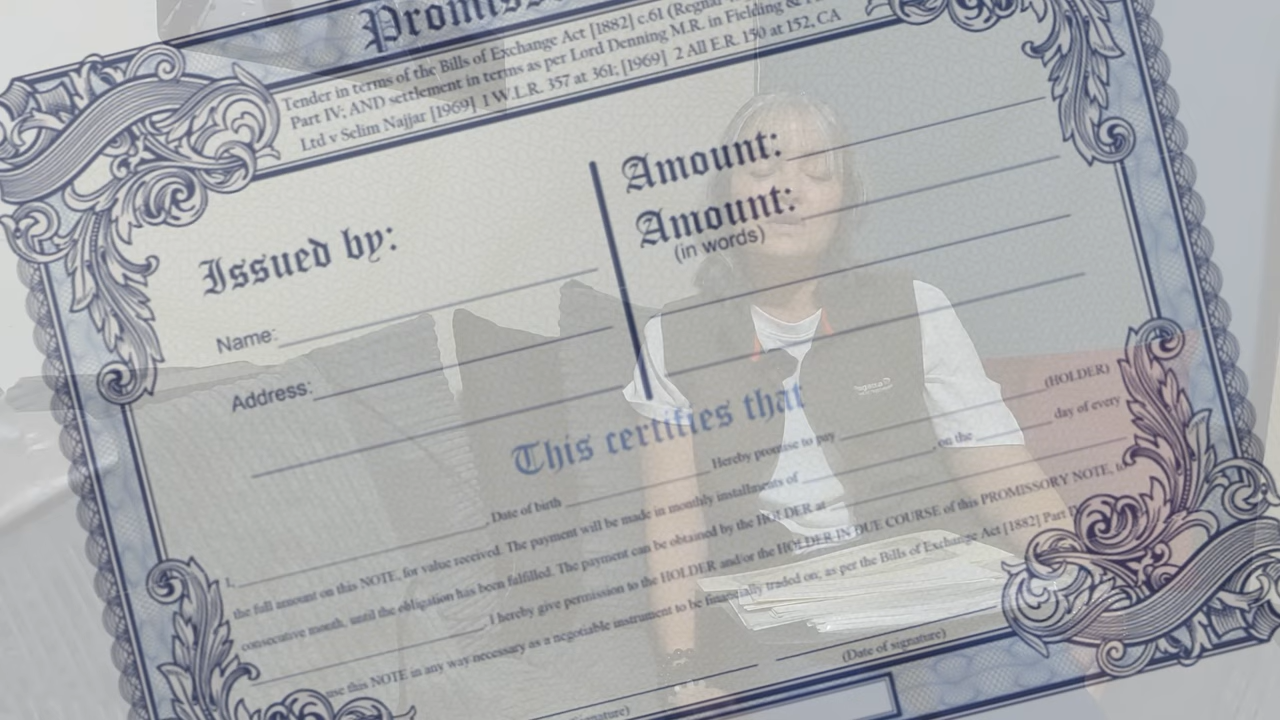 Promiss
Tender in terms of the Bills of Exchange Act [1882] c.61 (Regnal
Part IV; AND settlement in terms as per Lord Denning M.R. in Fielding &
Ltd v Selim Najjar [1969] 1 W.L.R. 357 at 361; [1969] 2 All E.R. 150 at 152, CA
Issued by:
Name:
Address:
Amount:
Amount:
(in words)
This certifies that
(HOLDER)
I, , Date of birth Hereby promise to pay , on the day of every
the full amount on this NOTE, for value received. The payment will be made in monthly installments of
consecutive month, until the obligation has been fulfilled. The payment can be obtained by the HOLDER at
, I hereby give permission to the HOLDER and/or the HOLDER IN DUE COURSE of this PROMISSORY NOTE, to
use this NOTE in any way necessary as a negotiable instrument to be financially traded on; as per the Bills of Exchange Act [1882] Part
(Date of signature)